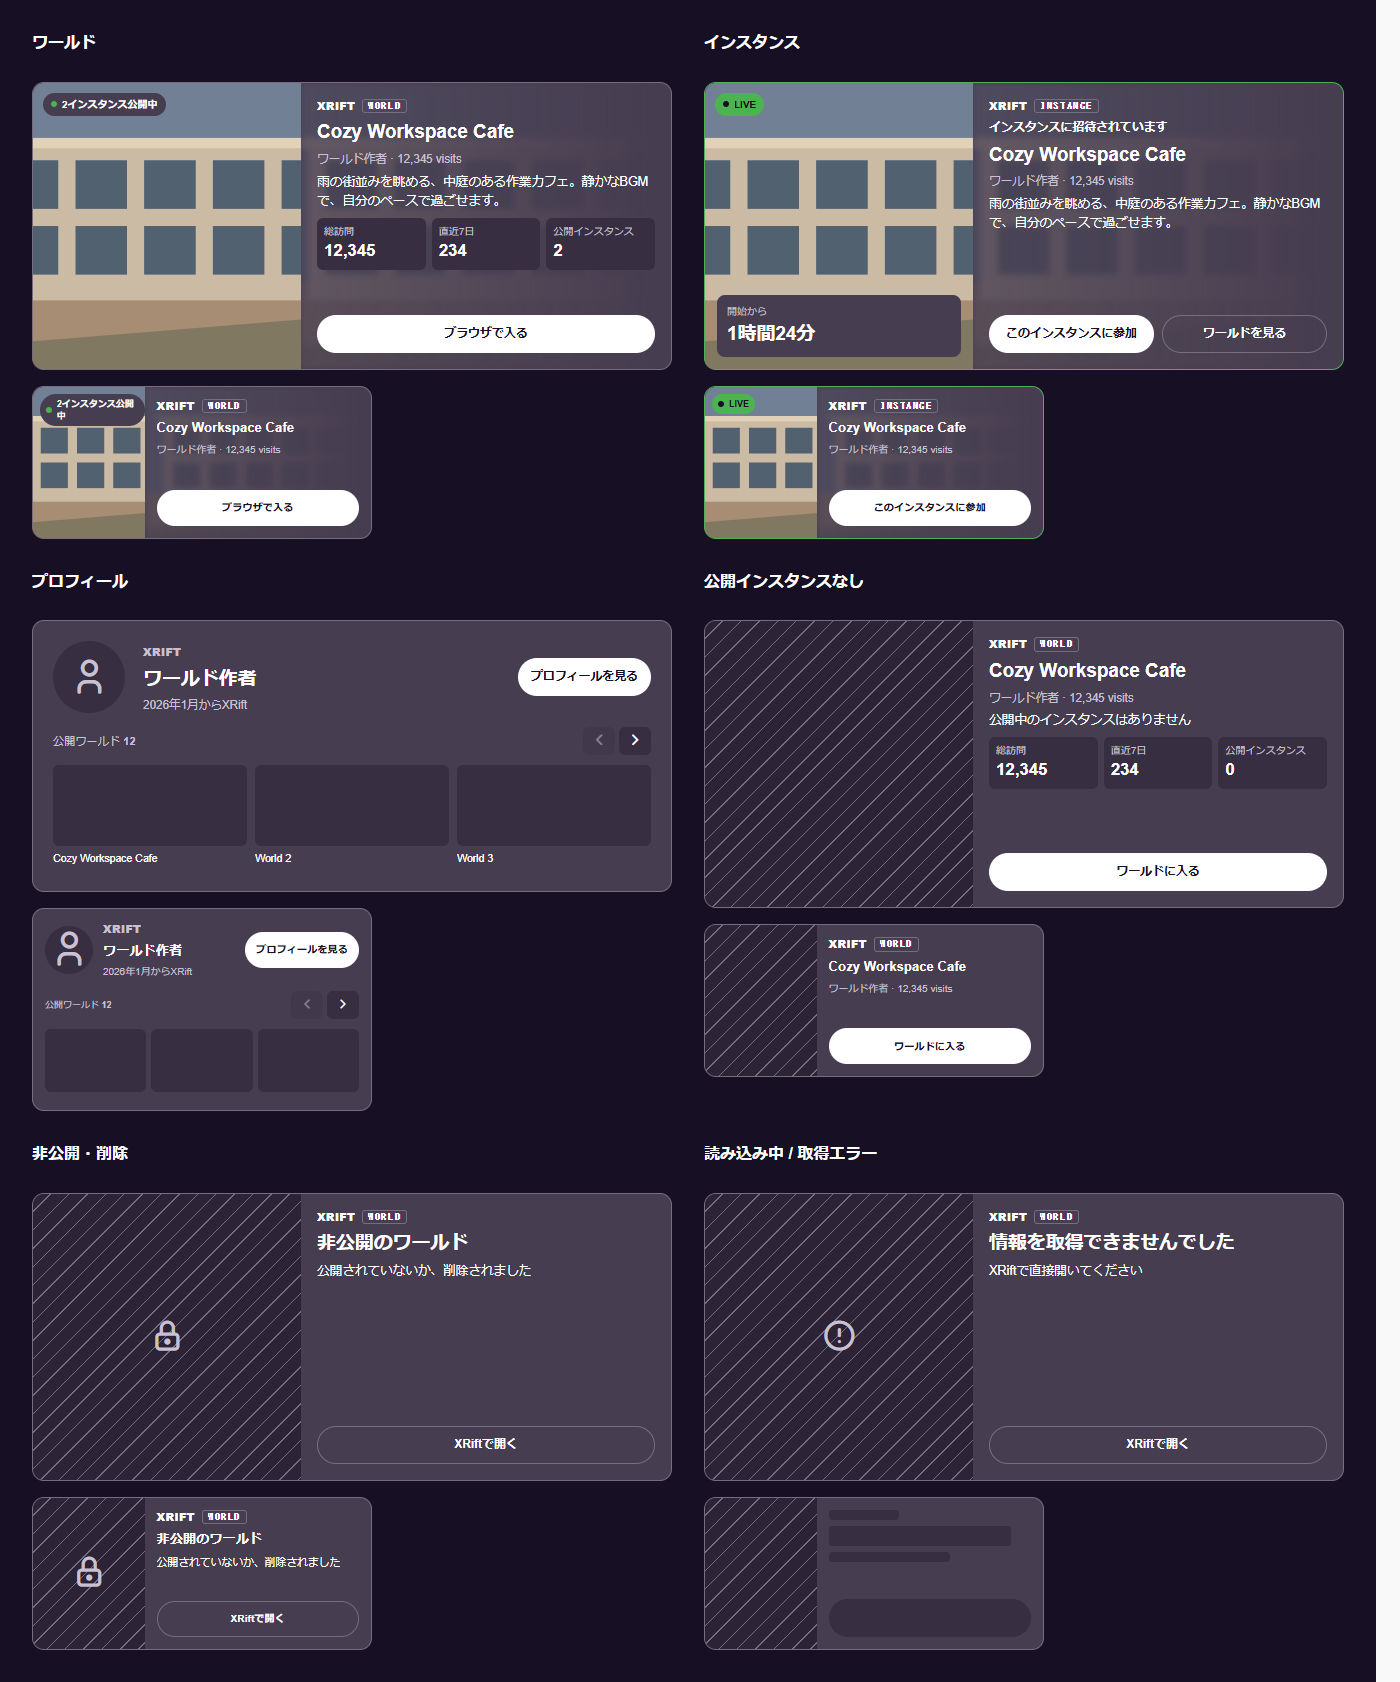 ワールド
2インスタンス公開中
XRIFT WORLD
Cozy Workspace Cafe
ワールド作者 · 12,345 visits
雨の街並みを眺める、中庭のある作業カフェ。静かなBGM
で、自分のペースで過ごせます。
総訪問 直近7日 公開インスタンス
12,345 234 2
ブラウザで入る
2インスタンス公開
中
XRIFT WORLD
Cozy Workspace Cafe
ワールド作者 · 12,345 visits
ブラウザで入る
インスタンス
LIVE
XRIFT INSTANCE
インスタンスに招待されています
Cozy Workspace Cafe
ワールド作者 · 12,345 visits
雨の街並みを眺める、中庭のある作業カフェ。静かなBGM
で、自分のペースで過ごせます。
開始から
1時間24分
このインスタンスに参加 ワールドを見る
LIVE
XRIFT INSTANCE
Cozy Workspace Cafe
ワールド作者 · 12,345 visits
このインスタンスに参加
プロフィール
XRIFT
ワールド作者
2026年1月からXRift
プロフィールを見る
公開ワールド 12
Cozy Workspace Cafe World 2 World 3
XRIFT
ワールド作者
2026年1月からXRift
プロフィールを見る
公開ワールド 12
公開インスタンスなし
XRIFT WORLD
Cozy Workspace Cafe
ワールド作者 · 12,345 visits
公開中のインスタンスはありません
総訪問 直近7日 公開インスタンス
12,345 234 0
ワールドに入る
XRIFT WORLD
Cozy Workspace Cafe
ワールド作者 · 12,345 visits
ワールドに入る
非公開・削除
XRIFT WORLD
非公開のワールド
公開されていないか、削除されました
XRiftで開く
XRIFT WORLD
非公開のワールド
公開されていないか、削除されました
XRiftで開く
読み込み中 / 取得エラー
XRIFT WORLD
情報を取得できませんでした
XRiftで直接開いてください
XRiftで開く